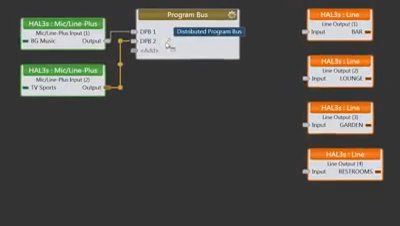 HAL3s : Mic/Line-Plus
Mic/Line-Plus Input (1)
BG Music
Output
HAL3s : Mic/Line-Plus
Mic/Line-Plus Input (2)
TV Sports
Output
Program Bus
DPB 1
DPB 2
<Add>
Distributed Program Bus
HAL3s : Line
Line Output (1)
Input
BAR
HAL3s : Line
Line Output (2)
Input
LOUNGE
HAL3s : Line
Line Output (3)
Input
GARDEN
HAL3s : Line
Line Output (4)
Input
RESTROOMS